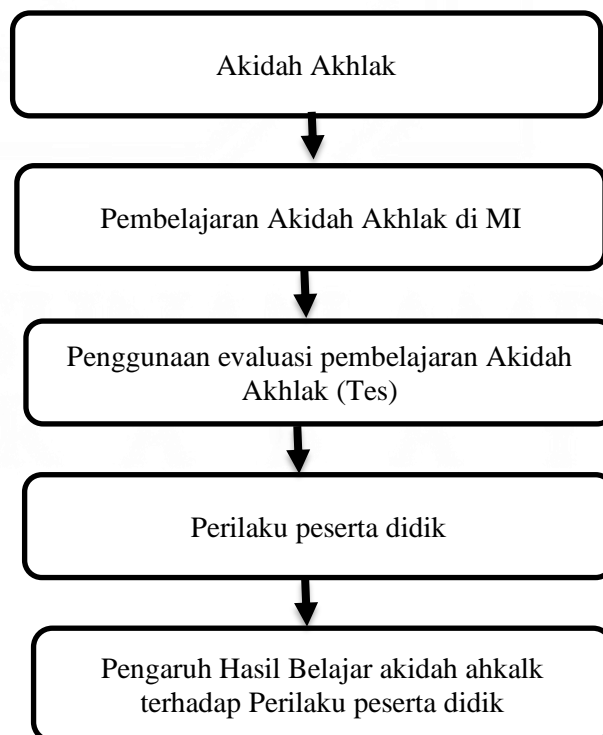 Akidah Akhlak
Pembelajaran Akidah Akhlak di MI
Penggunaan evaluasi pembelajaran Akidah
Akhlak (Tes)
Perilaku peserta didik
Pengaruh Hasil Belajar akidah ahkalk
terhadap Perilaku peserta didik